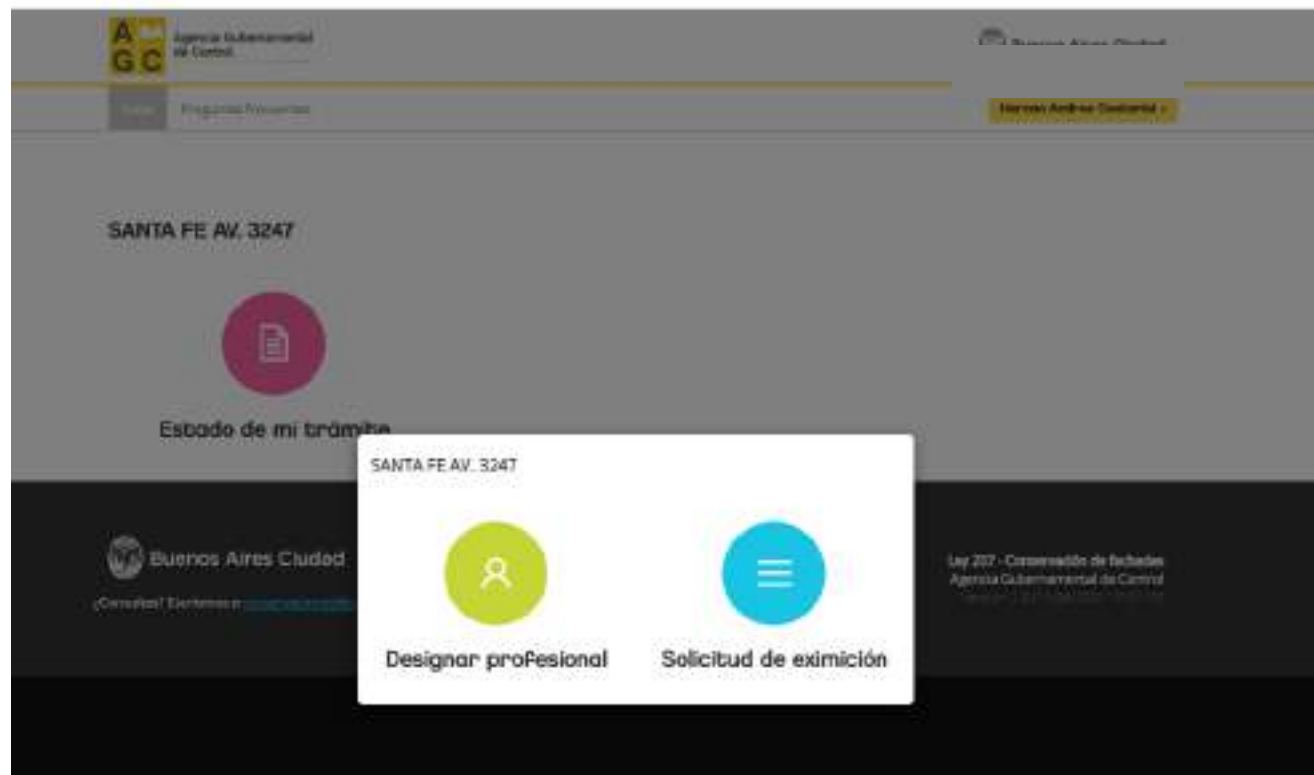 AGC
Agencia Gubernamental
de Control
Buenos Aires Ciudad
Preguntas Frecuentes
SANTA FE AV. 3247
Estado de mi trámite
SANTA FE AV. 3247
Designar profesional
Solicitud de eximición
Buenos Aires Ciudad
Ley 257 - Conservación de fachadas
Agencia Gubernamental de Control